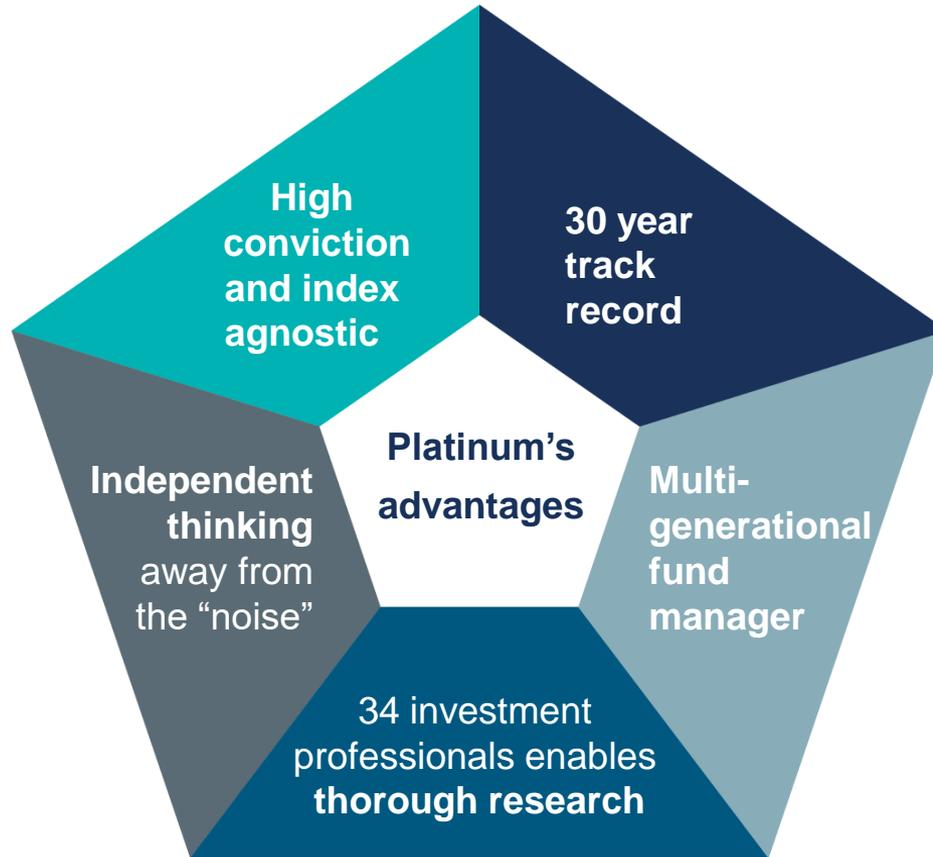 High
conviction
and index
agnostic
30 year
track
record
Platinum’s
advantages
Independent
thinking
away from
the “noise”
Multi-
generational
fund
manager
34 investment
professionals enables
thorough research